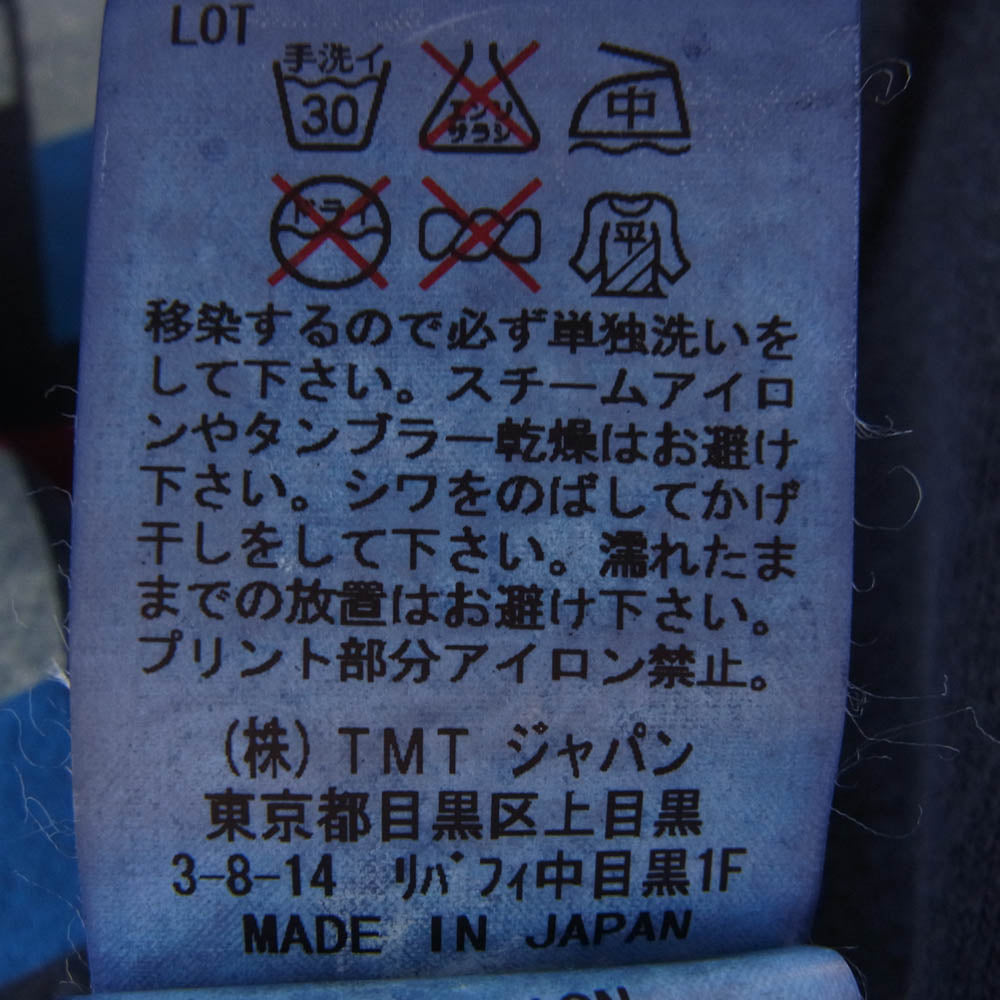 LOT
手洗イ
30
エンソ
サラシ
中
ドライ
平
移染するので必ず単独洗いを
して下さい。スチームアイロ
ンやタンブラー乾燥はお避け
下さい。シワをのばしてかげ
干しをして下さい。濡れたま
までの放置はお避け下さい。
プリント部分アイロン禁止。
(株) TMT ジャパン
東京都目黒区上目黒
3-8-14 リバフィ中目黒1F
MADE IN JAPAN